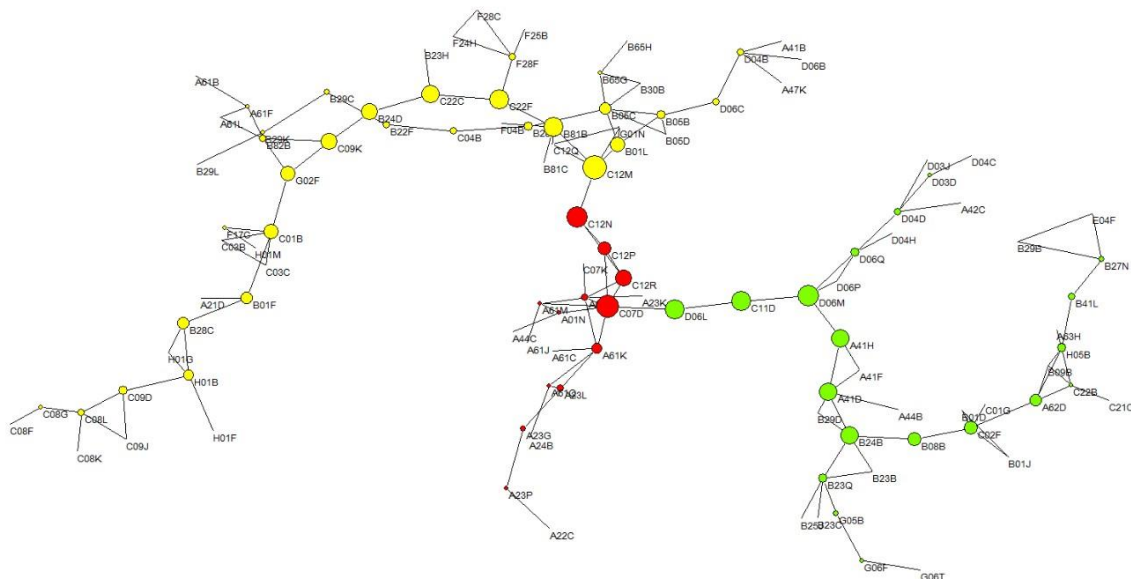 F28C
F25B
F24H
F28F
B23H
B65H
A41B
D04B
D06B
A61B
B29C
C22C
C22F
B65G
B30B
A47K
D06C
A61F
B24D
A61L
B22F
C04B
F04B
B81B
B05C
B05B
G01N
B05D
B29K
B82B
C09K
C12Q
B01L
B29L
G02F
B81C
C12M
D03J
D04C
D03D
C12N
D04D
A42C
E04F
F17C
C01B
C03B
H01M
C12P
D04H
D06Q
B29B
B27N
C03C
C07K
C12R
D06P
A21D
B01F
A61M
A23K
C07D
A01N
D06L
C11D
D06M
B41L
B28C
A44C
A41H
A63H
A61J
A61C
A61K
H05B
H01G
H01B
A41F
B09B
C22B
C09D
A41D
A62D
C21C
C08G
C08L
A44B
B29D
C01G
B01D
C08F
H01F
A23G
C02F
C09J
A24B
B24B
B08B
C08K
B01J
B23Q
B23B
A23P
B23C
G05B
A22C
G06F
G06T